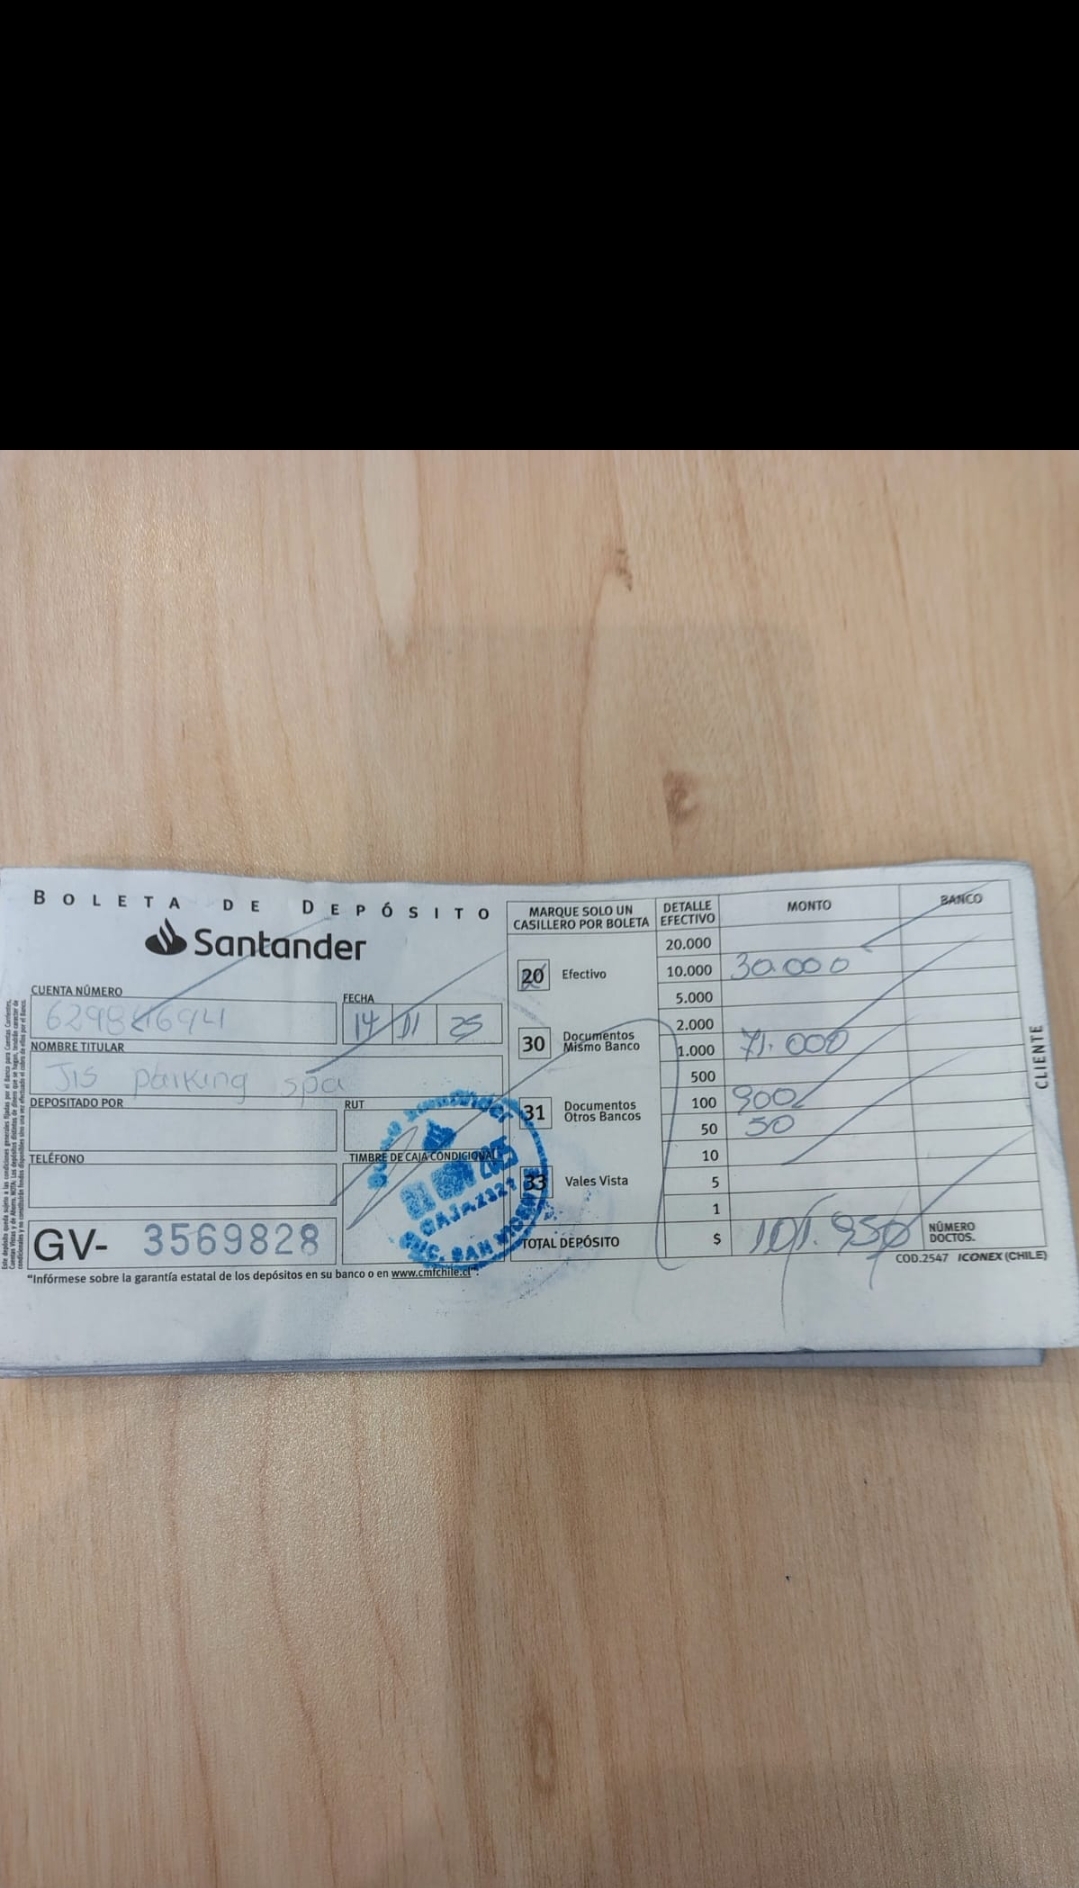 BOLETA DE DEPÓSITO
Santander
CUENTA NÚMERO
FECHA
14 11 25
NOMBRE TITULAR
JIS parking spa
DEPOSITADO POR
RUT
TELÉFONO
TIMBRE DE CAJA CONDICIONAL
GV- 3569828
"Infórmese sobre la garantía estatal de los depósitos en su banco o en www.cmfchile.cl".
MARQUE SOLO UN
CASILLERO POR BOLETA
20 Efectivo
30 Documentos
Mismo Banco
31 Documentos
Otros Bancos
33 Vales Vista
TOTAL DEPÓSITO
DETALLE
EFECTIVO
MONTO
BANCO
20.000
10.000 30.000
5.000
2.000
1.000 71.000
500
100 900
50 50
10
5
1
$ 101.950
NÚMERO
DOCTOS.
COD.2547 ICONEX (CHILE)
CLIENTE